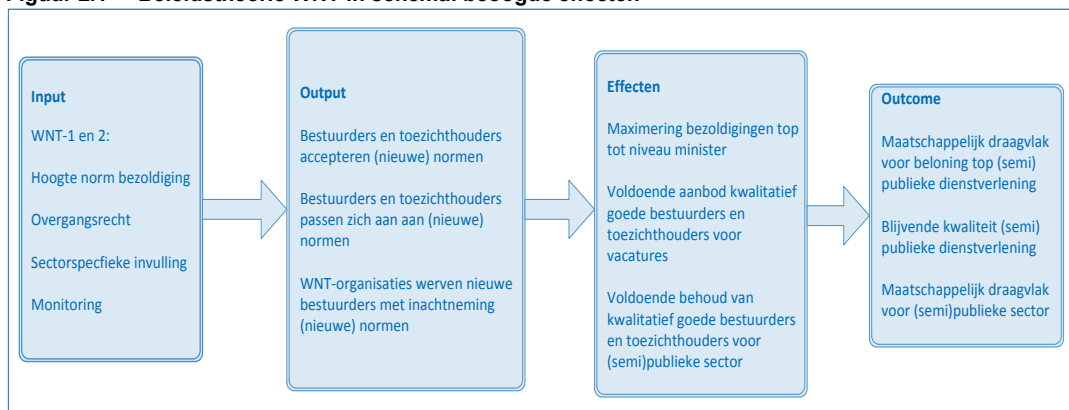 Input
WNT-1 en 2:
Hoogte norm bezoldiging
Overgangsrecht
Sectorspecfieke invulling
Monitoring
Output
Bestuurders en toezichthouders
accepteren (nieuwe) normen
Bestuurders en toezichthouders
passen zich aan aan (nieuwe)
normen
WNT-organisaties werven nieuwe
bestuurders met inachtneming
(nieuwe) normen
Effecten
Maximering bezoldigingen top
tot niveau minister
Voldoende aanbod kwalitatief
goede bestuurders en
toezichthouders voor
vacatures
Voldoende behoud van
kwalitatief goede bestuurders
en toezichthouders voor
(semi)publieke sector
Outcome
Maatschappelijk draagvlak
voor beloning top (semi)
publieke dienstverlening
Blijvende kwaliteit (semi)
publieke dienstverlening
Maatschappelijk draagvlak
voor (semi)publieke sector